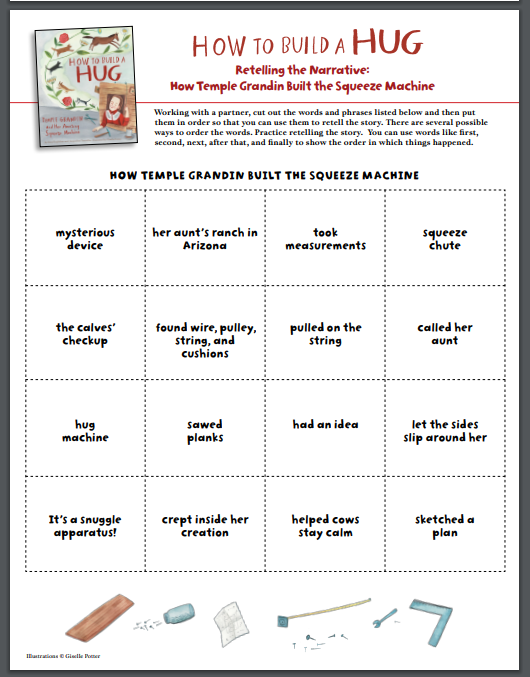 HOW TO BUILD A
HUG
TEMPLE GRANDIN
and the Amazing
Squeeze Machine
HOW TO BUILD A HUG
Retelling the Narrative:
How Temple Grandin Built the Squeeze Machine
Working with a partner, cut out the words and phrases listed below and then put
them in order so that you can use them to retell the story. There are several possible
ways to order the words. Practice retelling the story. You can use words like first,
second, next, after that, and finally to show the order in which things happened.
HOW TEMPLE GRANDIN BUILT THE SQUEEZE MACHINE
mysterious
device
her aunt's ranch in
Arizona
took
measurements
squeeze
chute
the calves'
checkup
found wire, pulley,
string, and
cushions
pulled on the
string
called her
aunt
hug
machine
sawed
planks
had an idea
let the sides
slip around her
It's a snuggle
apparatus!
crept inside her
creation
helped cows
stay calm
sketched a
plan
Illustrations © Giselle Potter